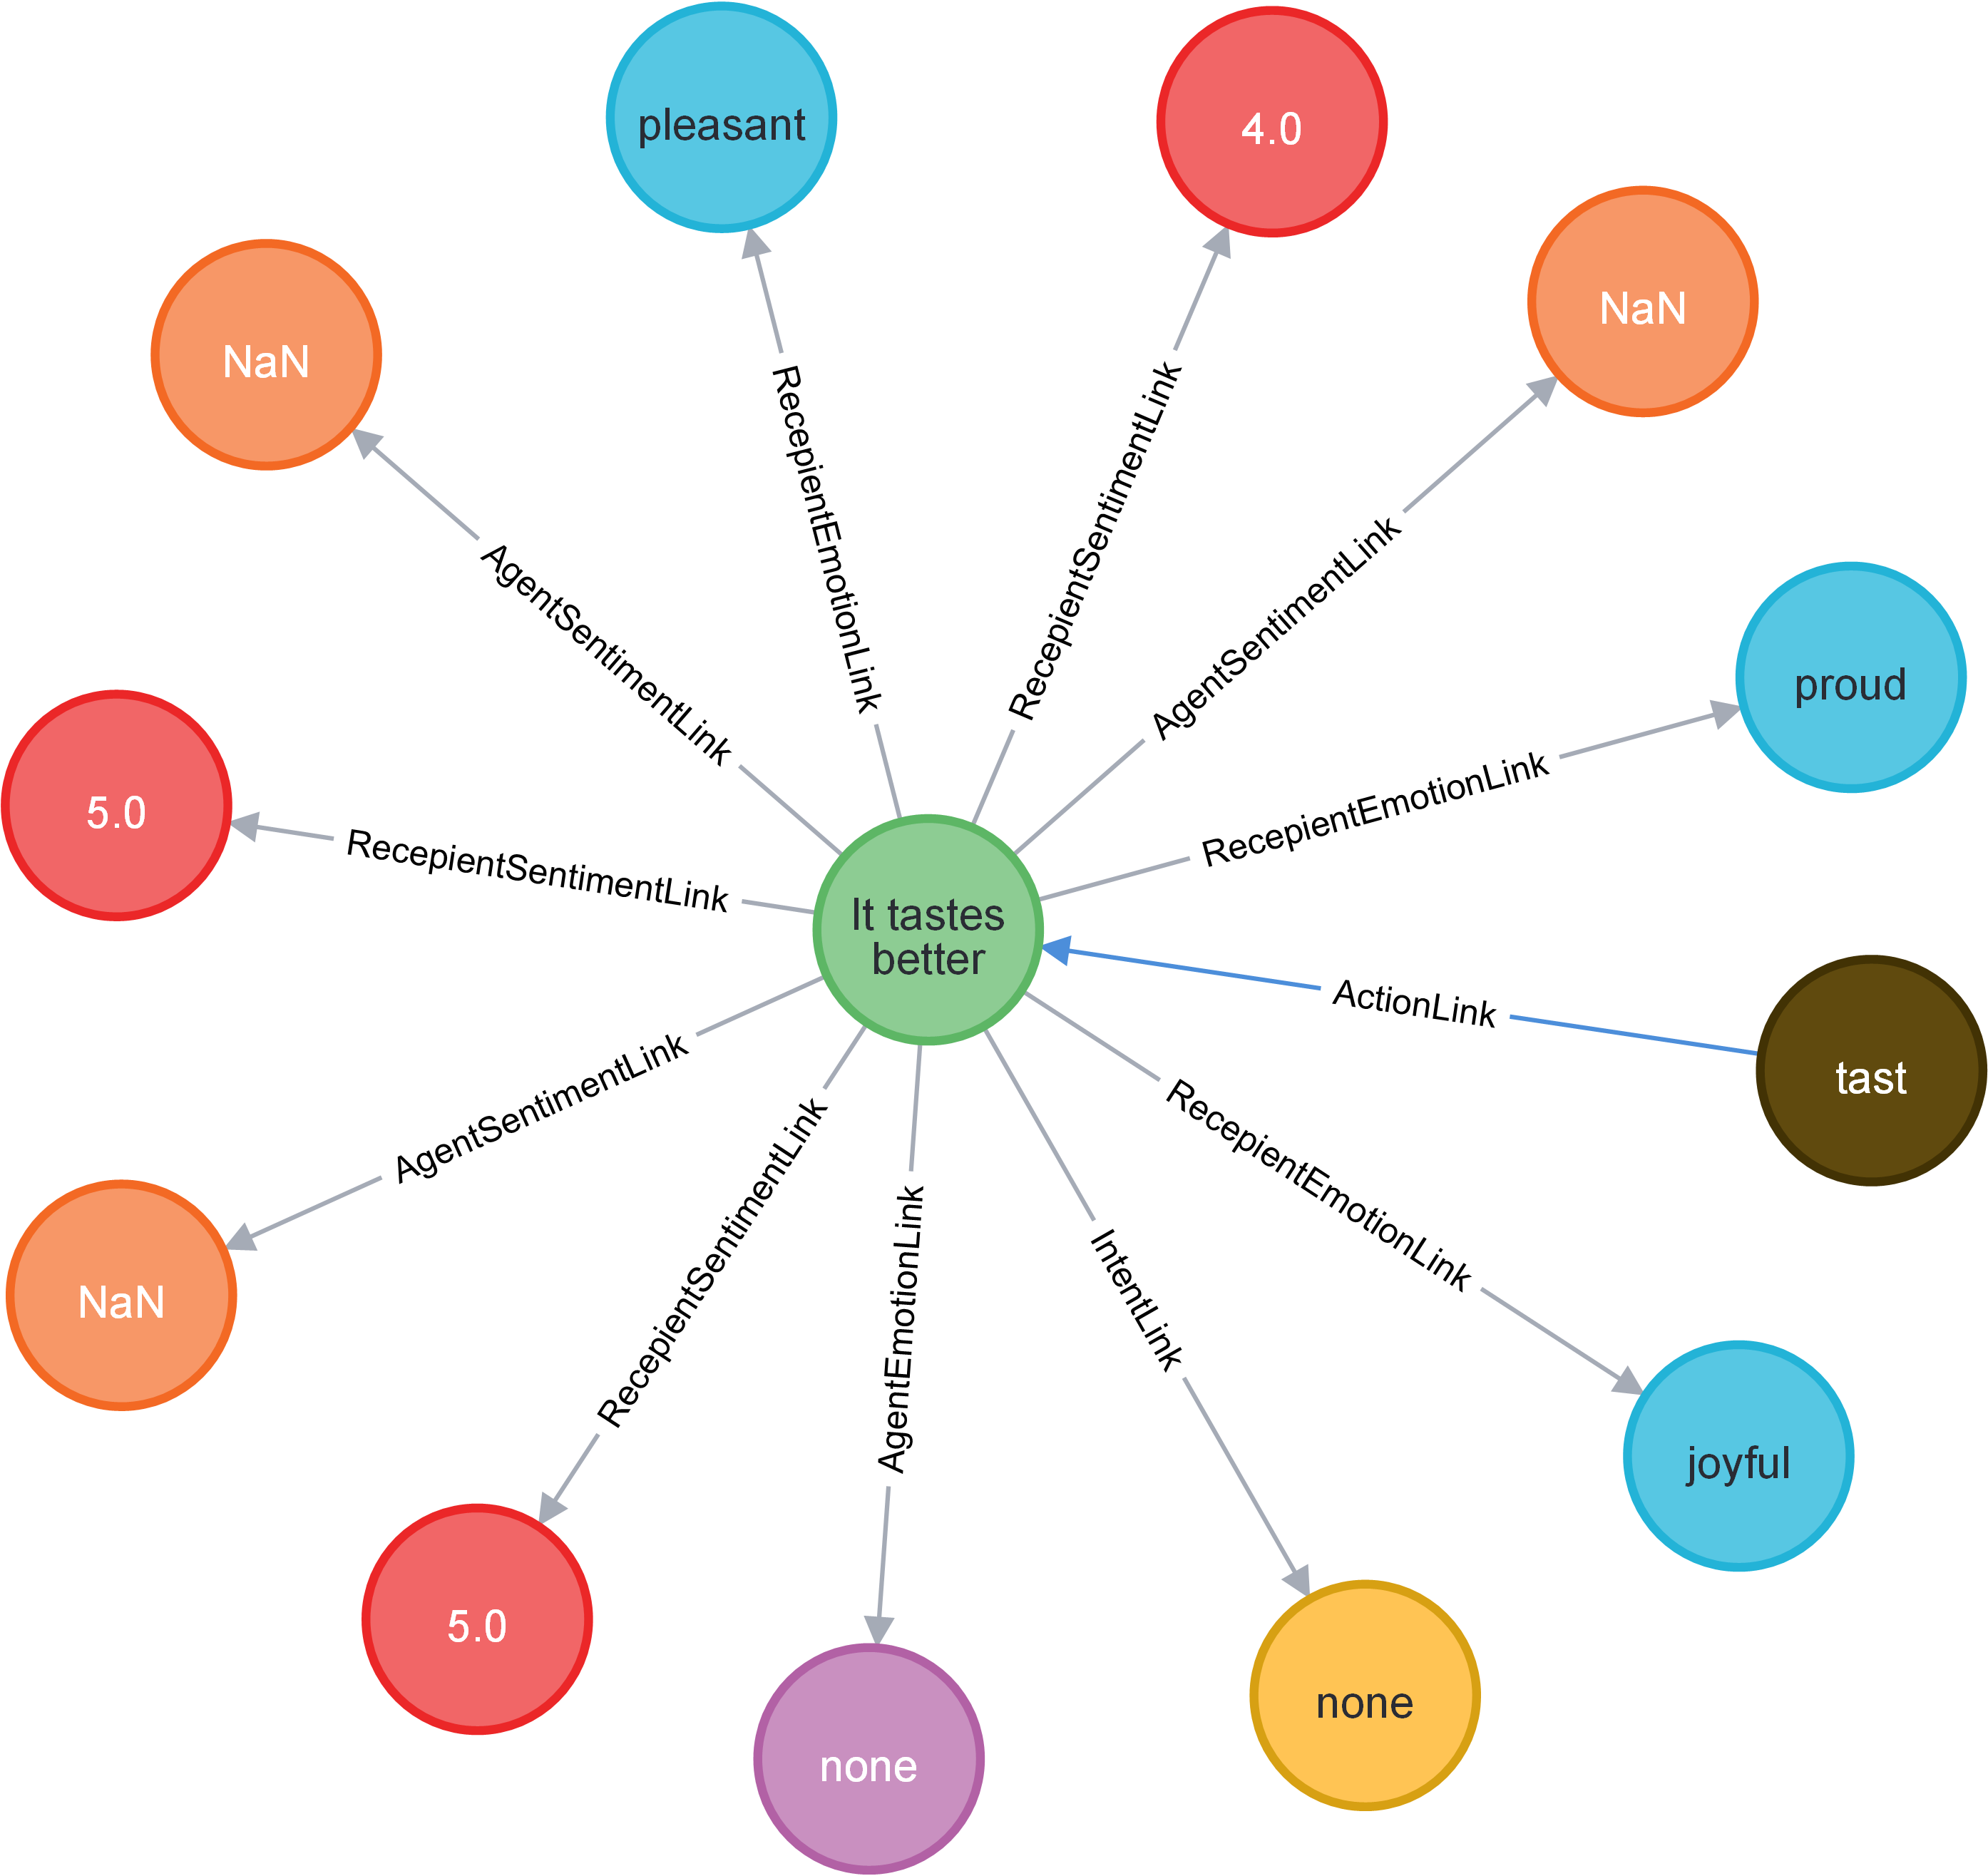 pleasant
4.0
NaN
NaN
RecepientEmotionLink
RecepientSentimentLink
AgentSentimentLink
AgentSentimentLink
proud
RecepientEmotionLink
5.0
RecepientSentimentLink
It tastes
better
ActionLink
tast
AgentSentimentLink
RecepientSentimentLink
AgentEmotionLink
IntentLink
RecepientEmotionLink
NaN
joyful
5.0
none
none